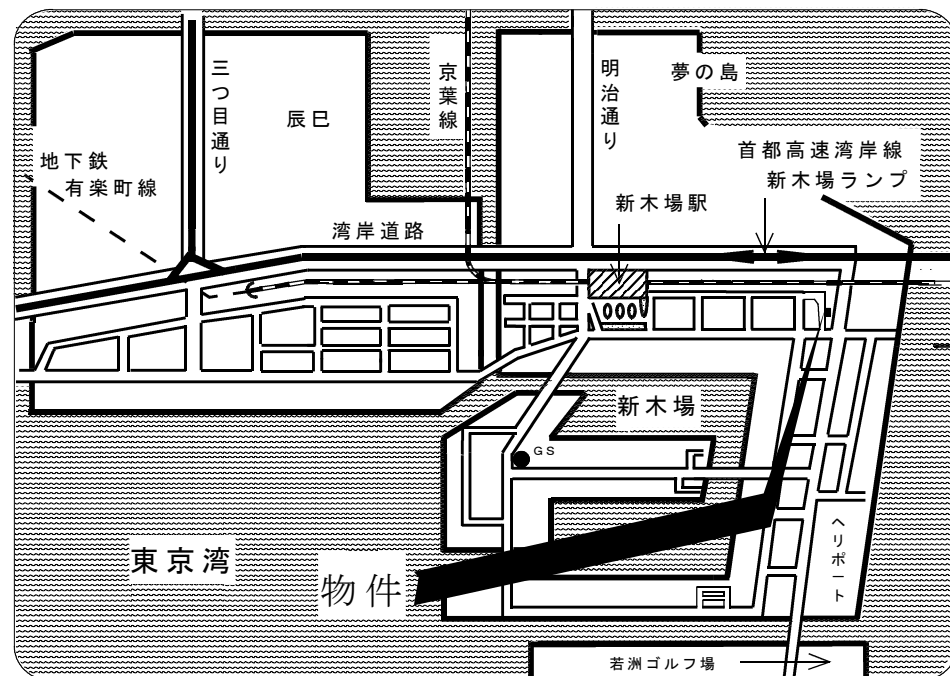 三つ目通り
辰巳
京葉線
明治通り
夢の島
首都高速湾岸線
新木場ランプ
地下鉄
有楽町線
湾岸道路
新木場駅
新木場
GS
東京湾
物件
ヘリポート
若洲ゴルフ場